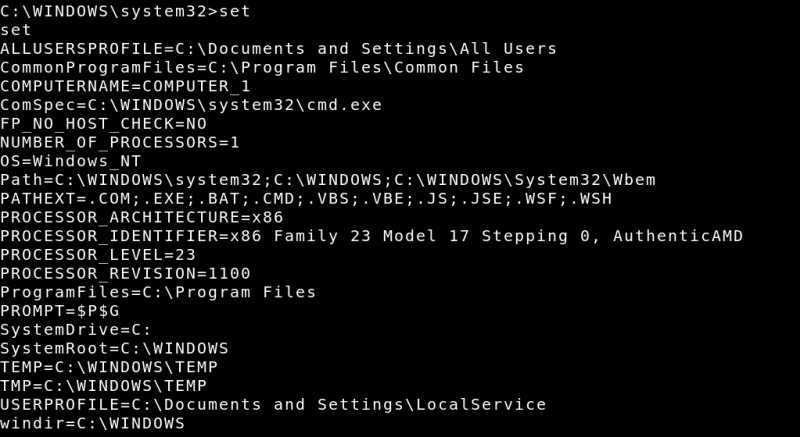 C:\WINDOWS\system32>set
set
ALLUSERSPROFILE=C:\Documents and Settings\All Users
CommonProgramFiles=C:\Program Files\Common Files
COMPUTERNAME=COMPUTER_1
ComSpec=C:\WINDOWS\system32\cmd.exe
FP_NO_HOST_CHECK=NO
NUMBER_OF_PROCESSORS=1
OS=Windows_NT
Path=C:\WINDOWS\system32;C:\WINDOWS;C:\WINDOWS\System32\Wbem
PATHEXT=.COM;.EXE;.BAT;.CMD;.VBS;.VBE;.JS;.JSE;.WSF;.WSH
PROCESSOR_ARCHITECTURE=x86
PROCESSOR_IDENTIFIER=x86 Family 23 Model 17 Stepping 0, AuthenticAMD
PROCESSOR_LEVEL=23
PROCESSOR_REVISION=1100
ProgramFiles=C:\Program Files
PROMPT=$P$G
SystemDrive=C:
SystemRoot=C:\WINDOWS
TEMP=C:\WINDOWS\TEMP
TMP=C:\WINDOWS\TEMP
USERPROFILE=C:\Documents and Settings\LocalService
windir=C:\WINDOWS